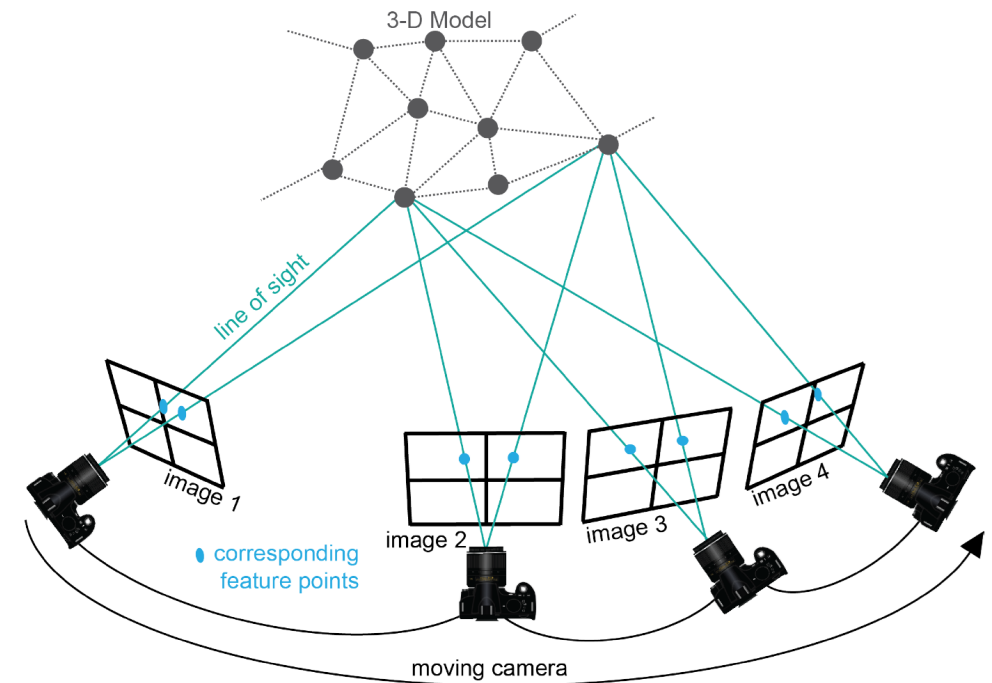 3-D Model
line of sight
image 1
image 2
image 3
image 4
corresponding
feature points
moving camera